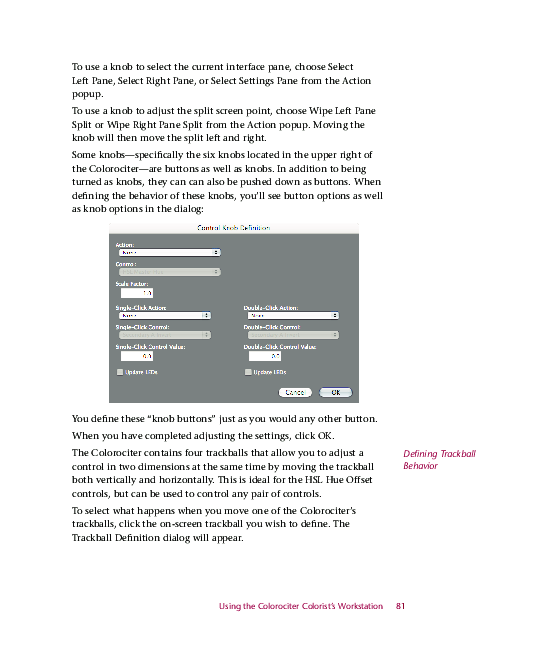 To use a knob to select the current interface pane, choose Select
Left Pane, Select Right Pane, or Select Settings Pane from the Action
popup.
To use a knob to adjust the split screen point, choose Wipe Left Pane
Split or Wipe Right Pane Split from the Action popup. Moving the
knob will then move the split left and right.
Some knobs—specifically the six knobs located in the upper right of
the Colorociter—are buttons as well as knobs. In addition to being
turned as knobs, they can can also be pushed down as buttons. When
defining the behavior of these knobs, you'll see button options as well
as knob options in the dialog:
Control Knob Definition
Action:
None
Control:
Scale Factor:
1.0
Single-Click Action: Double-Click Action:
None None
Single-Click Control: Double-Click Control:
Single-Click Control Value: Double-Click Control Value:
0.0 0.0
Update LEDs Update LEDs
Cancel OK
You define these “knob buttons” just as you would any other button.
When you have completed adjusting the settings, click OK.
The Colorociter contains four trackballs that allow you to adjust a
control in two dimensions at the same time by moving the trackball
both vertically and horizontally. This is ideal for the HSL Hue Offset
controls, but can be used to control any pair of controls.
Defining Trackball
Behavior
To select what happens when you move one of the Colorociter's
trackballs, click the on-screen trackball you wish to define. The
Trackball Definition dialog will appear.
Using the Colorociter Colorist's Workstation 81